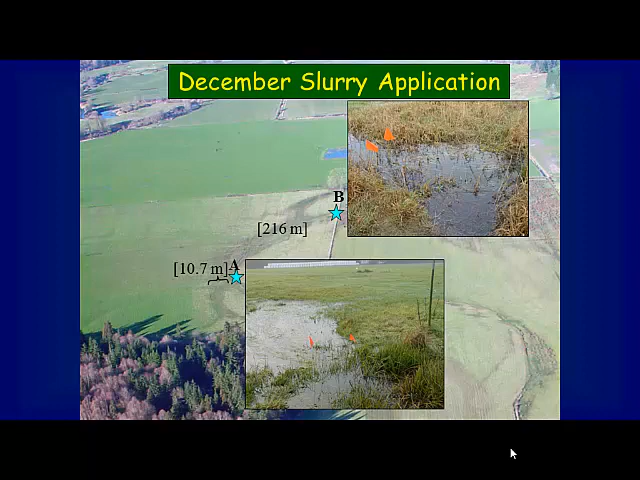 December Slurry Application
B
[216 m]
[10.7 m]
A